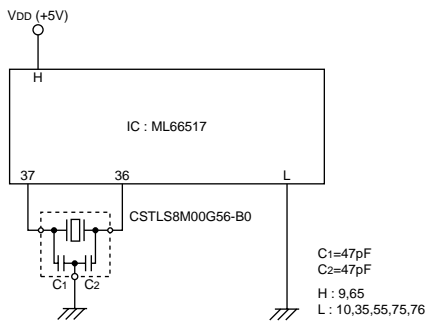 VDD (+5V)
H
IC : ML66517
37
36
L
CSTLS8M00G56-B0
C1
C2
C1=47pF
C2=47pF
H : 9,65
L : 10,35,55,75,76